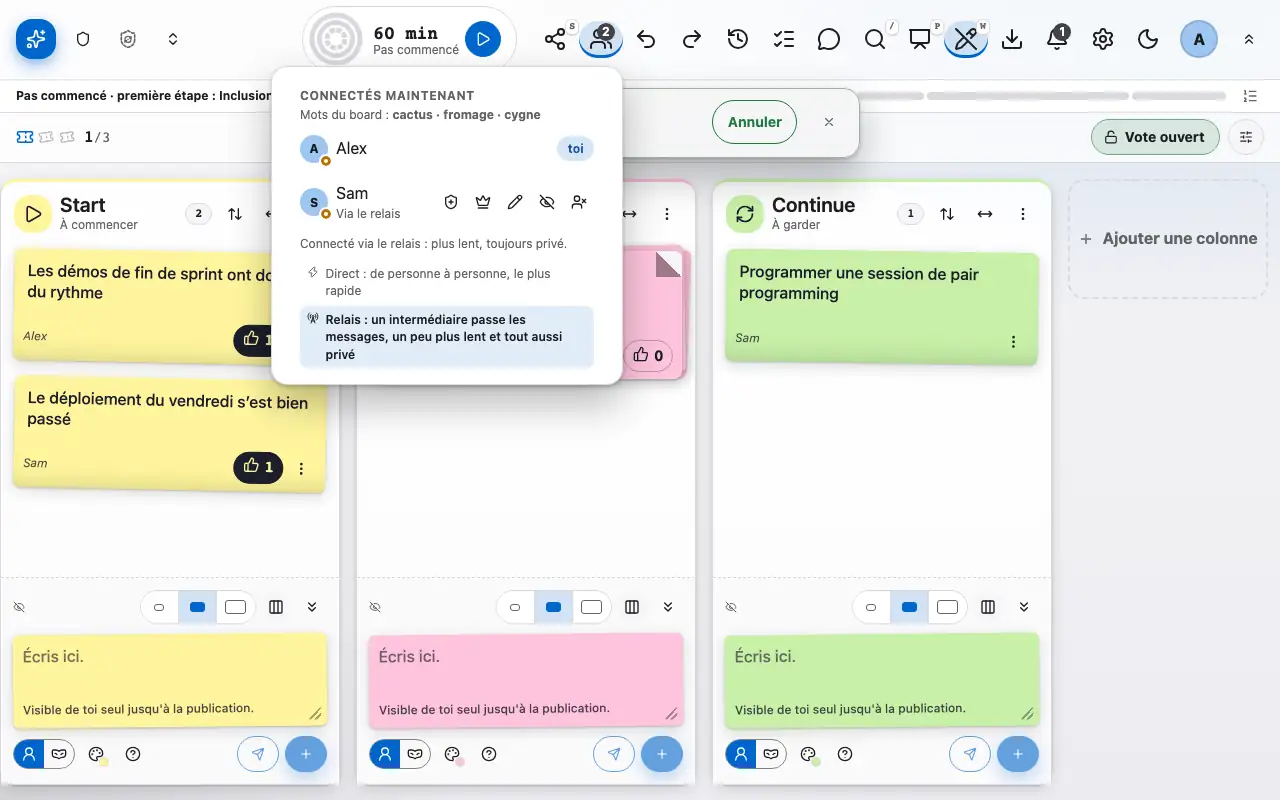 60 min
Pas commencé
S
2
/
P
W
1
A
Pas commencé · première étape : Inclusion
1/3
Annuler
Vote ouvert
CONNECTÉS MAINTENANT
Mots du board : cactus · fromage · cygne
A
Alex
toi
S
Sam
Via le relais
Connecté via le relais : plus lent, toujours privé.
Direct : de personne à personne, le plus
rapide
Relais : un intermédiaire passe les
messages, un peu plus lent et tout aussi
privé
Start
À commencer
2
Les démos de fin de sprint ont
du rythme
Alex
1
Le déploiement du vendredi s'est bien
passé
Sam
1
0
Continue
À garder
1
Programmer une session de pair
programming
Sam
+ Ajouter une colonne
Écris ici.
Visible de toi seul jusqu'à la publication.
Écris ici.
Visible de toi seul jusqu'à la publication.
Écris ici.
Visible de toi seul jusqu'à la publication.